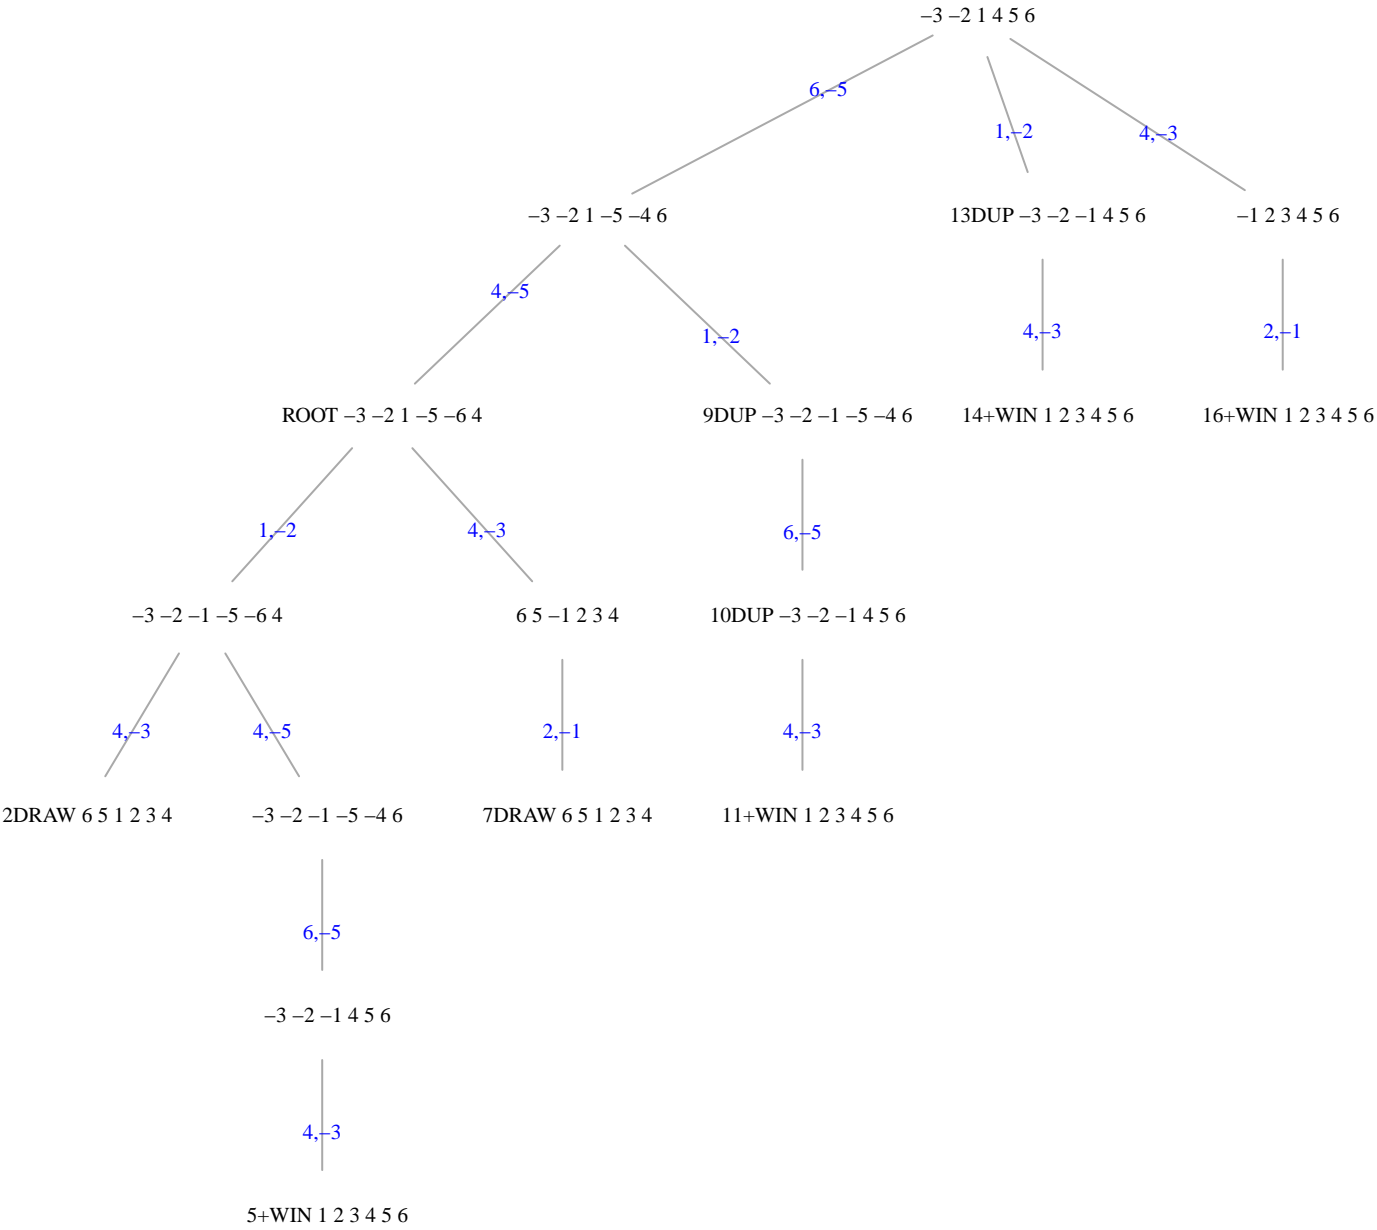 −3 −2 1 4 5 6
6,−5
1,−2
4,−3
−3 −2 1 −5 −4 6
13DUP −3 −2 −1 4 5 6
−1 2 3 4 5 6
4,−5
1,−2
4,−3
2,−1
ROOT −3 −2 1 −5 −6 4
9DUP −3 −2 −1 −5 −4 6
14+WIN 1 2 3 4 5 6
16+WIN 1 2 3 4 5 6
1,−2
4,−3
6,−5
−3 −2 −1 −5 −6 4
6 5 −1 2 3 4
10DUP −3 −2 −1 4 5 6
4,−3
4,−5
2,−1
4,−3
2DRAW 6 5 1 2 3 4
−3 −2 −1 −5 −4 6
7DRAW 6 5 1 2 3 4
11+WIN 1 2 3 4 5 6
6,−5
−3 −2 −1 4 5 6
4,−3
5+WIN 1 2 3 4 5 6